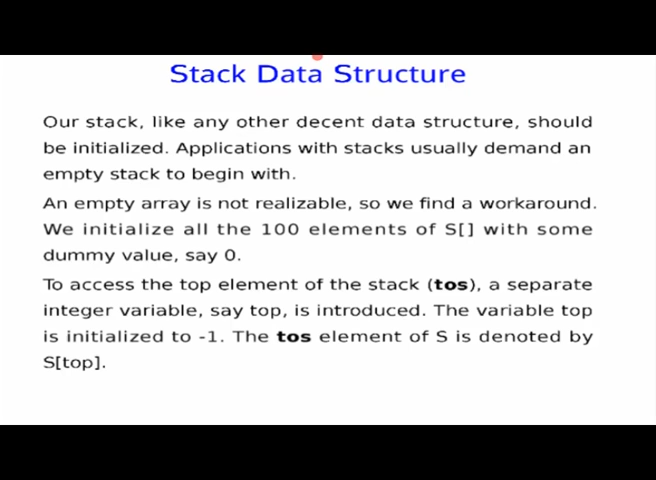 Stack Data Structure
Our stack, like any other decent data structure, should
be initialized. Applications with stacks usually demand an
empty stack to begin with.
An empty array is not realizable, so we find a workaround.
We initialize all the 100 elements of S[] with some
dummy value, say 0.
To access the top element of the stack (tos), a separate
integer variable, say top, is introduced. The variable top
is initialized to -1. The tos element of S is denoted by
S[top].